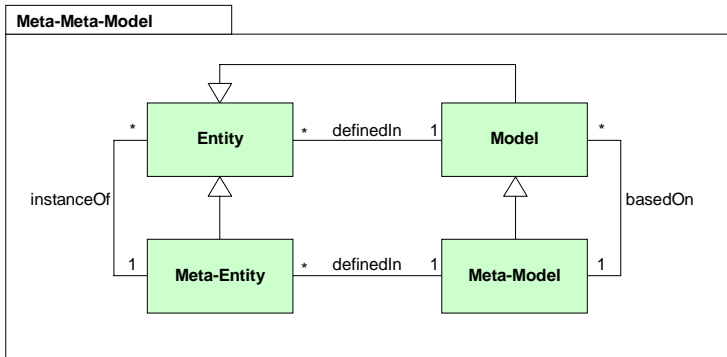 Meta-Meta-Model
Entity
* definedIn 1
Model
* *
instanceOf
basedOn
1 1
Meta-Entity
* definedIn 1
Meta-Model